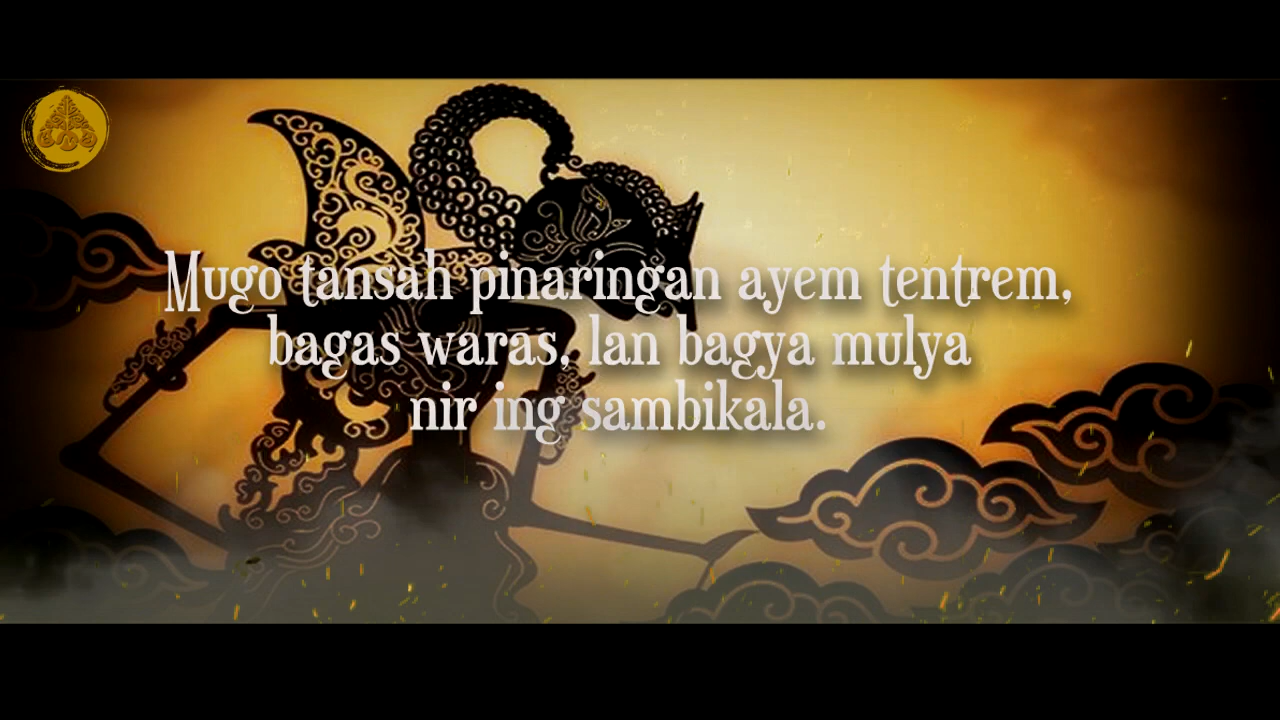 Mugo tansah pinaringan ayem tentrem,
bagas waras, lan bagya mulya
nir ing sambikala.